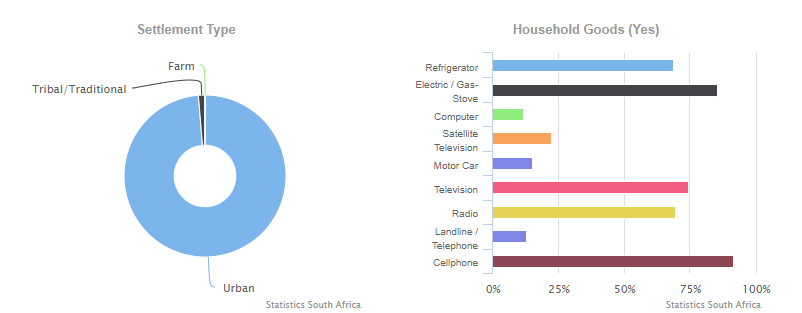 Settlement Type
Farm
Tribal/Traditional
Urban
Statistics South Africa
Household Goods (Yes)
Refrigerator
Electric / Gas-
Stove
Computer
Satellite
Television
Motor Car
Television
Radio
Landline /
Telephone
Cellphone
0% 25% 50% 75% 100%
Statistics South Africa